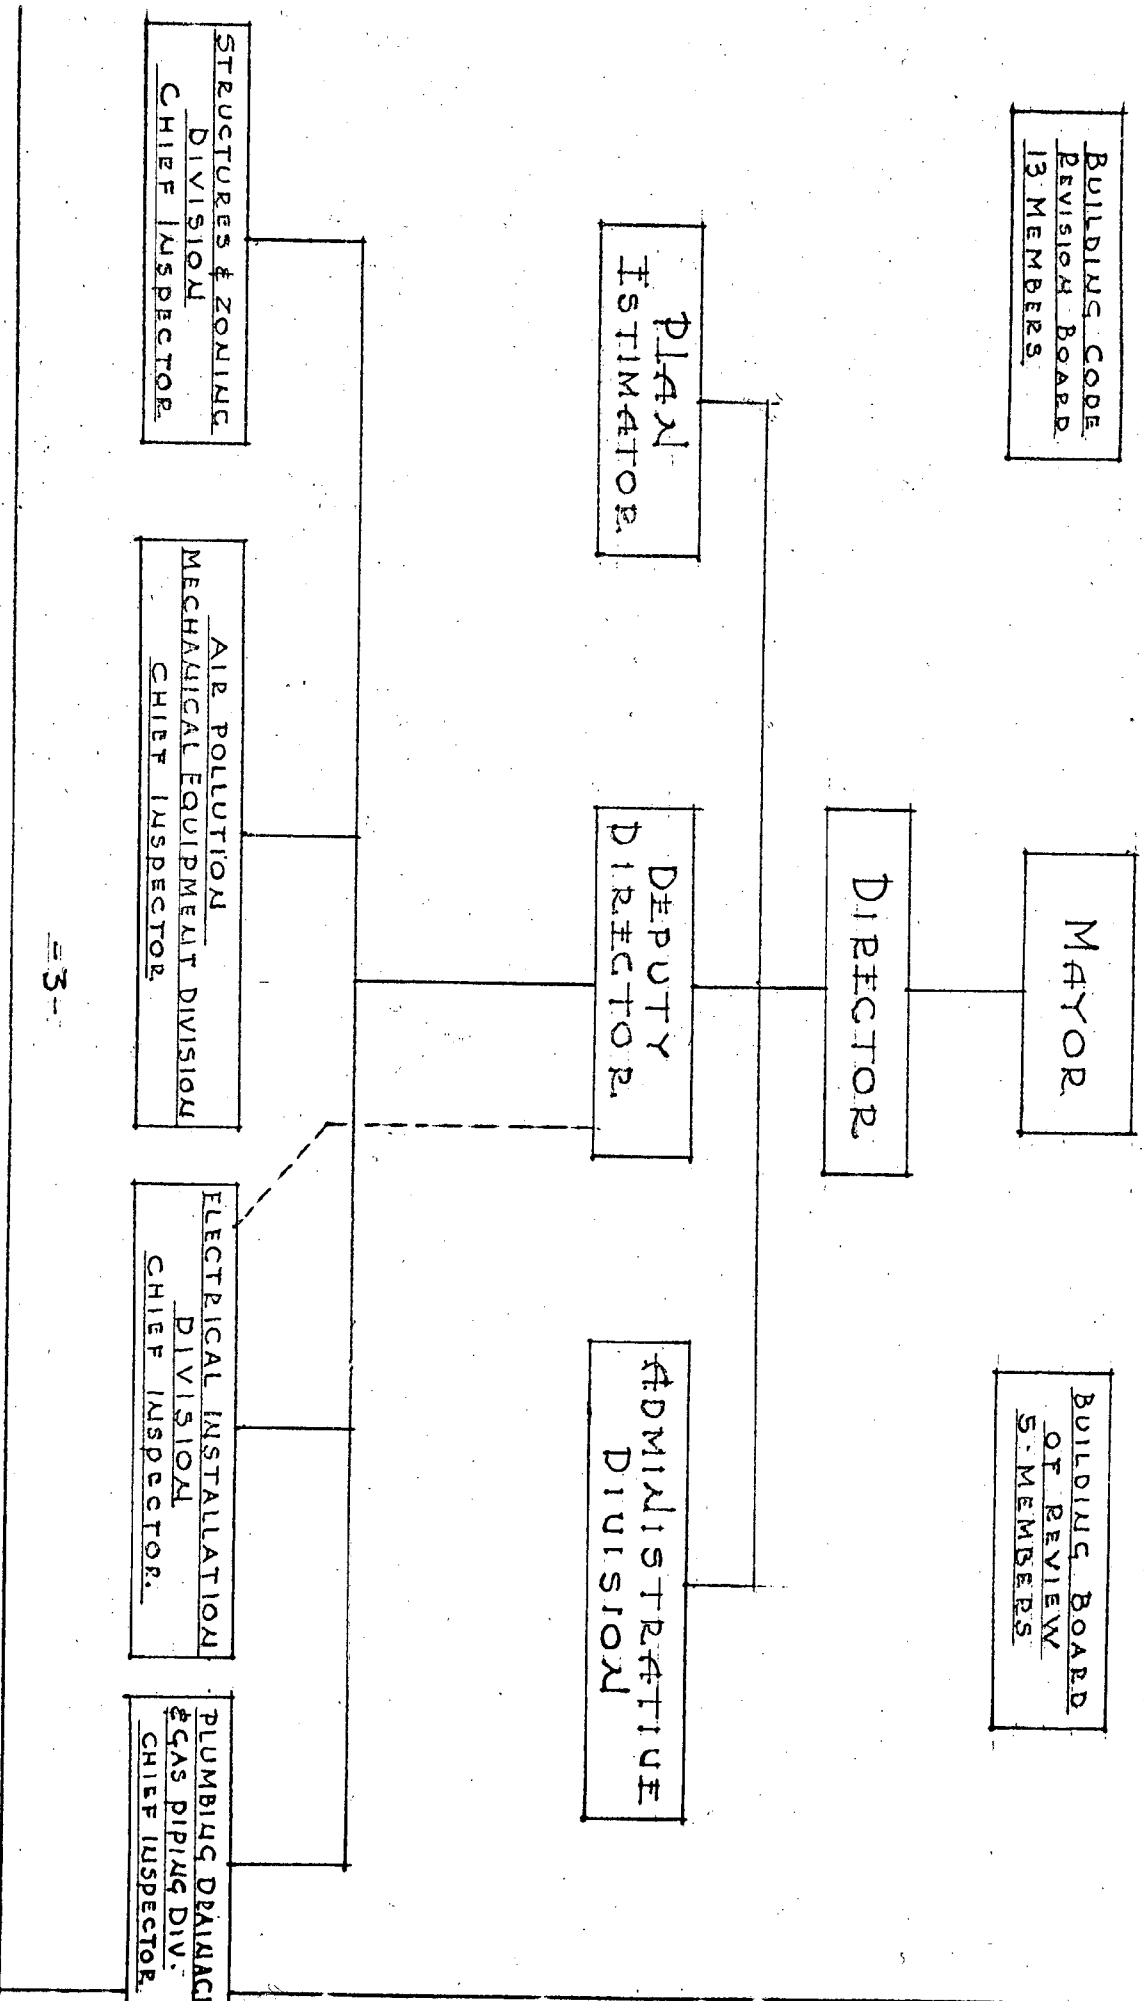 BUILDING CODE
REVISION BOARD
13 MEMBERS
MAYOR
BUILDING BOARD
OF REVIEW
5·MEMBERS
DIRECTOR
PLAN
ESTIMATOR
DEPUTY
DIRECTOR
ADMINISTRATIVE
DIVISION
STRUCTURES & ZONING
DIVISION
CHIEF INSPECTOR
AIR POLLUTION
MECHANICAL EQUIPMENT DIVISION
CHIEF INSPECTOR
ELECTRICAL INSTALLATION
DIVISION
CHIEF INSPECTOR.
PLUMBING DRAINAG
& GAS PIPING DIV.
CHIEF INSPECTOR
=3-